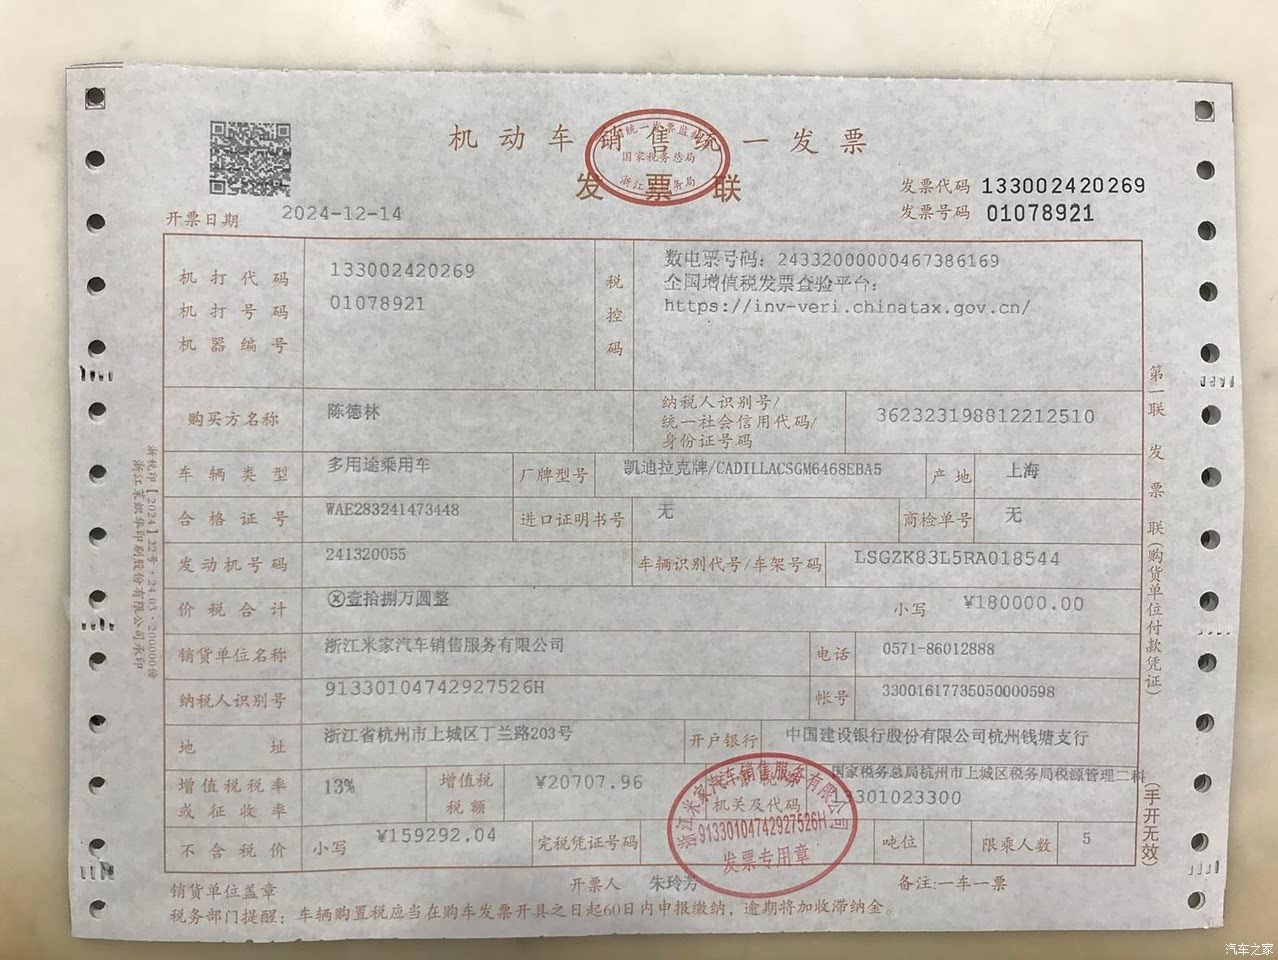 机动车销售统一发票
发票联
统一发票监
国家税务总局
浙江 务局
发票代码 133002420269
发票号码 01078921
开票日期 2024-12-14
机打代码 133002420269
机打号码 01078921
机器编号
税控码
数电票号码：24332000000467386169
全国增值税发票查验平台：
https://inv-veri.chinatax.gov.cn/
购买方名称 陈德林
纳税人识别号/
统一社会信用代码/
身份证号码
362323198812212510
车辆类型 多用途乘用车 厂牌型号 凯迪拉克牌/CADILLACSGM6468EBA5 产地 上海
合格证号 WAE283241473448 进口证明书号 无 商检单号 无
发动机号码 241320055 车辆识别代号/车架号码 LSGZK83L5RA018544
价税合计 ⓧ壹拾捌万圆整 小写 ¥180000.00
销货单位名称 浙江米家汽车销售服务有限公司 电话 0571-86012888
纳税人识别号 91330104742927526H 帐号 33001617735050000598
地址 浙江省杭州市上城区丁兰路203号 开户银行 中国建设银行股份有限公司杭州钱塘支行
增值税税率
或征收率
13%
增值税
税额
¥20707.96
机关及代码
国家税务总局杭州市上城区税务局税源管理二科
301023300
不含税价 小写 ¥159292.04 完税凭证号码 吨位 限乘人数 5
浙江米家汽车销售服务有限公司
91330104742927526H
发票专用章
销货单位盖章 开票人 朱玲芳 备注:一车一票
税务部门提醒：车辆购置税应当在购车发票开具之日起60日内申报缴纳，逾期将加收滞纳金。
第一联 发票联（购货单位付款凭证）
（手开无效）
浙税印【2024】22号·24.03·200000份
汽车之家